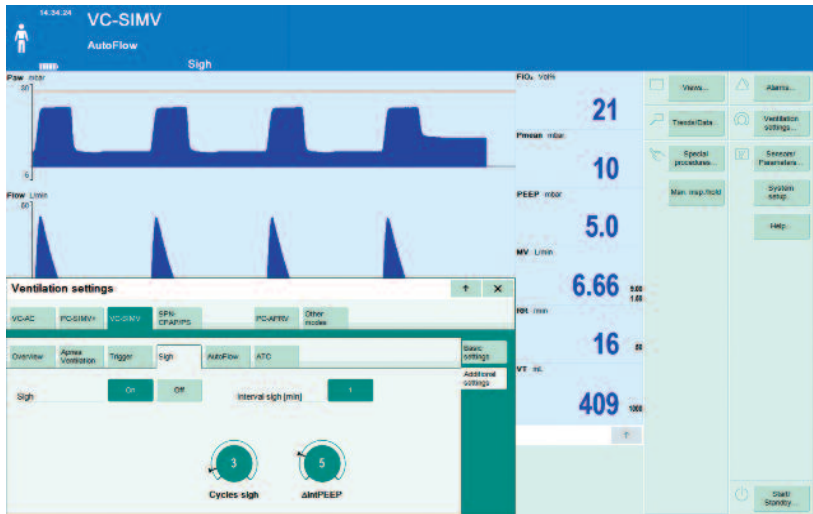 14:34:24
VC-SIMV
AutoFlow
Sigh
Paw mbar
30
Flow L/min
FiO₂ Vol%
21
Pmean mbar
10
PEEP mbar
5.0
MV L/min
6.66
RR /min
16
VT mL
409
Views...
Alarms...
Trends/Data...
Ventilation
settings...
Special
procedures...
Sensors/
Parameters...
Man. insp./hold
System
setup...
Help...
Start/
Standby...
Ventilation settings
VC-AC
PC-SIMV+
VC-SIMV
SPN-
CPAP/PS
PC-APRV
Other
modes
Overview
Apnea
Ventilation
Trigger
Sigh
AutoFlow
ATC
Basic
settings
Additional
settings
Sigh
On
Off
Interval sigh [min]
1
3
5
Cycles sigh
ΔintPEEP